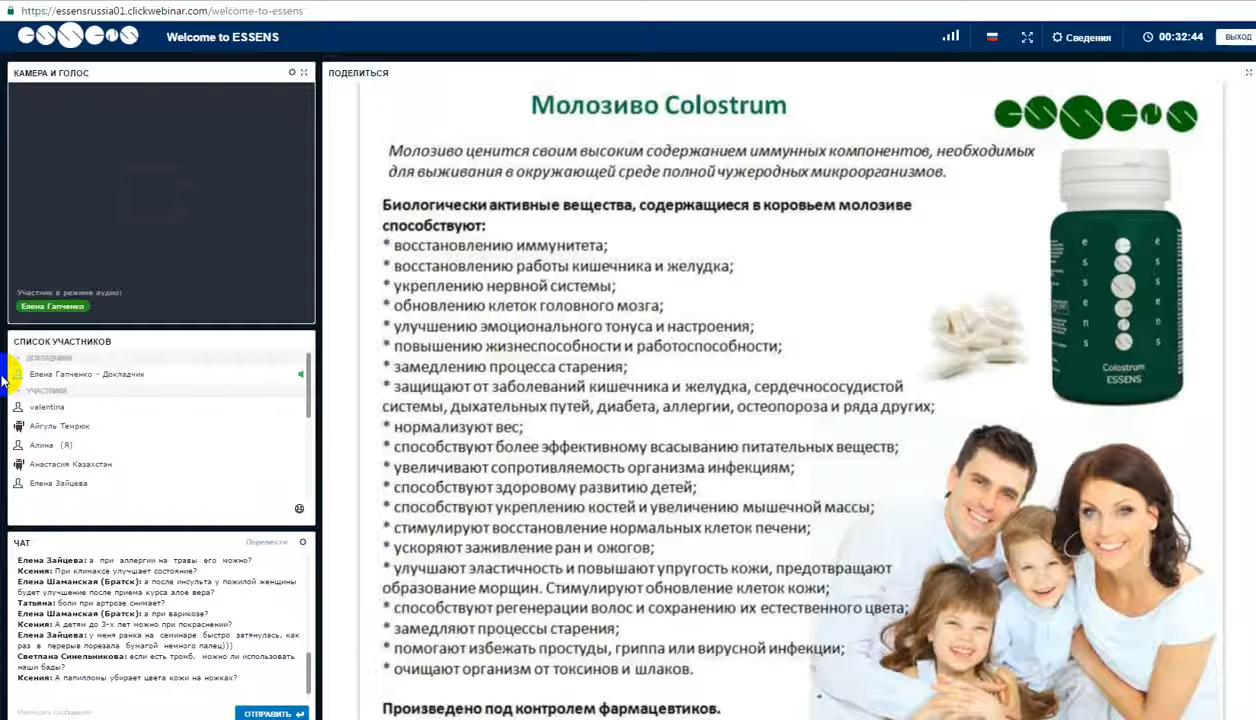 https://essensrussia01.clickwebinar.com/welcome-to-essens
essens
Welcome to ESSENS
Сведения
00:32:44
ВЫХОД
КАМЕРА И ГОЛОС
Участник в режиме аудио:
Елена Гапченко
СПИСОК УЧАСТНИКОВ
ДОКЛАДЧИКИ
Елена Гапченко - Докладчик
УЧАСТНИКИ
valentina
Айгуль Темрюк
Алина (Я)
Анастасия Казахстан
Елена Зайцева
ЧАТ
Перевести
Елена Зайцева: а при аллергии на травы его можно?
Ксения: При климаксе улучшает состояние?
Елена Шаманская (Братск): а после инсульта у пожилой женщины
будет улучшение после приема курса алое вера?
Татьяна: боли при артрозе снимает?
Елена Шаманская (Братск): а при варикозе?
Ксения: А детям до 3-х лет можно при покраснении?
Елена Зайцева: у меня ранка на семинаре быстро затянулась, как
раз в перерыв порезала бумагой немного палец)))
Светлана Синельникова: если есть тромб, можно ли использовать
наши бады?
Ксения: А папилломы убирает цвета кожи на ножках?
Написать сообщение
ОТПРАВИТЬ
ПОДЕЛИТЬСЯ
Молозиво Colostrum
essens
Молозиво ценится своим высоким содержанием иммунных компонентов, необходимых
для выживания в окружающей среде полной чужеродных микроорганизмов.
Биологически активные вещества, содержащиеся в коровьем молозиве
способствуют:
* восстановлению иммунитета;
* восстановлению работы кишечника и желудка;
* укреплению нервной системы;
* обновлению клеток головного мозга;
* улучшению эмоционального тонуса и настроения;
* повышению жизнеспособности и работоспособности;
* замедлению процесса старения;
* защищают от заболеваний кишечника и желудка, сердечнососудистой
системы, дыхательных путей, диабета, аллергии, остеопороза и ряда других;
* нормализуют вес;
* способствуют более эффективному всасыванию питательных веществ;
* увеличивают сопротивляемость организма инфекциям;
* способствуют здоровому развитию детей;
* способствуют укреплению костей и увеличению мышечной массы;
* стимулируют восстановление нормальных клеток печени;
* ускоряют заживление ран и ожогов;
* улучшают эластичность и повышают упругость кожи, предотвращают
образование морщин. Стимулируют обновление клеток кожи;
* способствуют регенерации волос и сохранению их естественного цвета;
* замедляют процессы старения;
* помогают избежать простуды, гриппа или вирусной инфекции;
* очищают организм от токсинов и шлаков.
Произведено под контролем фармацевтиков.
Colostrum
ESSENS